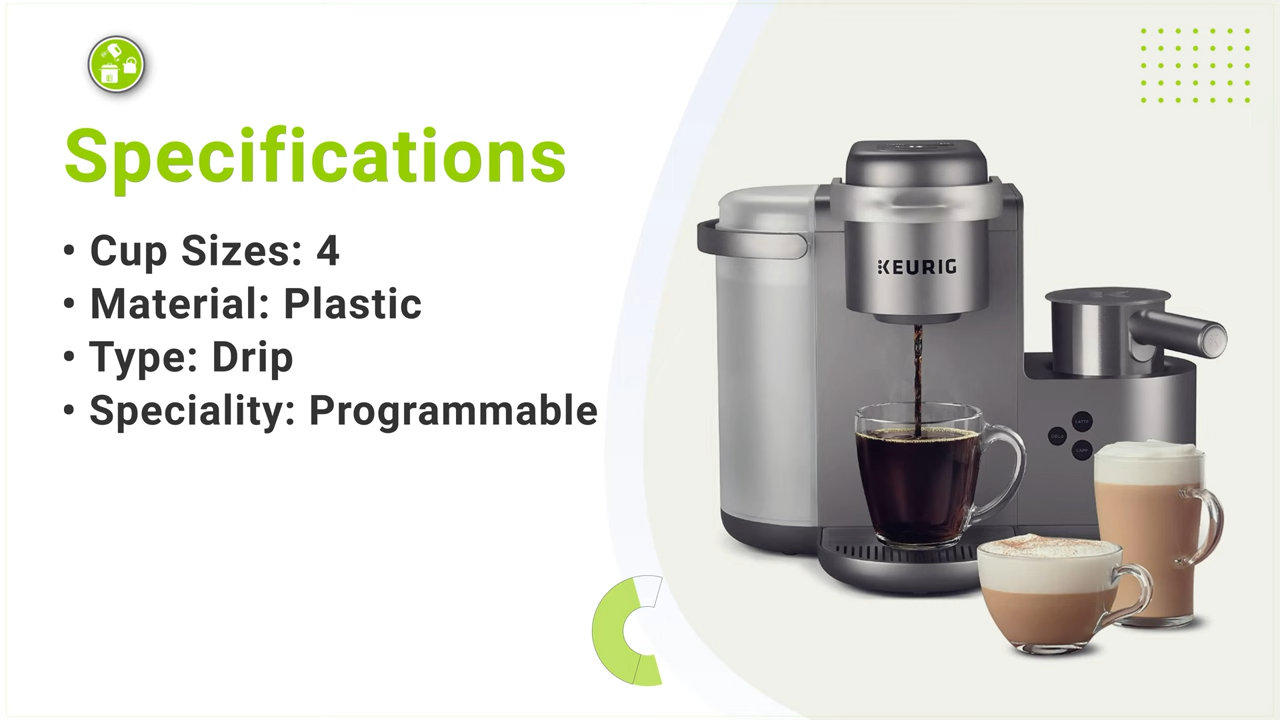 Specifications
• Cup Sizes: 4
• Material: Plastic
• Type: Drip
• Speciality: Programmable
KEURIG